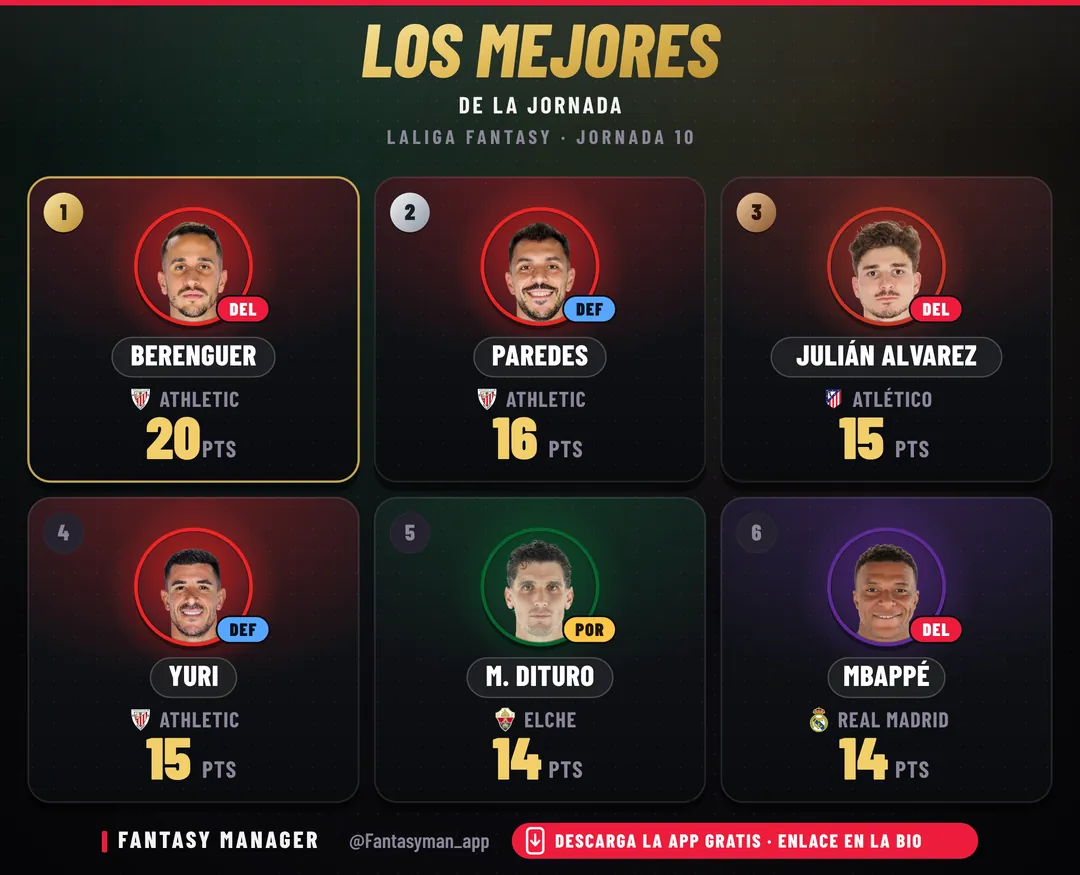 LOS MEJORES
DE LA JORNADA
LALIGA FANTASY · JORNADA 10
1
DEL
BERENGUER
ATHLETIC
20 PTS
2
DEF
PAREDES
ATHLETIC
16 PTS
3
DEL
JULIÁN ALVAREZ
ATLÉTICO
15 PTS
4
DEF
YURI
ATHLETIC
15 PTS
5
POR
M. DITURO
ELCHE
14 PTS
6
DEL
MBAPPÉ
REAL MADRID
14 PTS
FANTASY MANAGER @Fantasyman_app DESCARGA LA APP GRATIS · ENLACE EN LA BIO